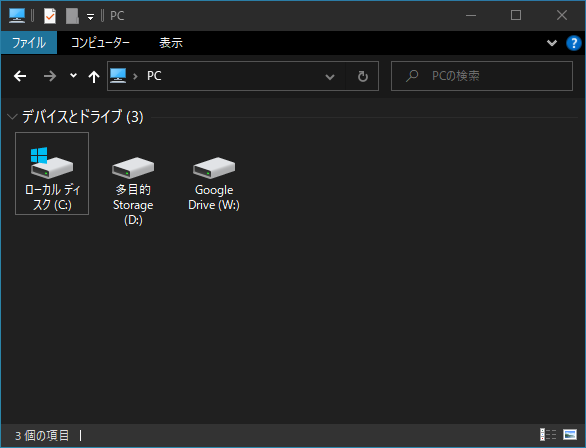 PC
ファイル
コンピューター
表示
PC
PCの検索
デバイスとドライブ (3)
ローカル ディ
スク (C:)
多目的
Storage
(D:)
Google
Drive (W:)
3 個の項目